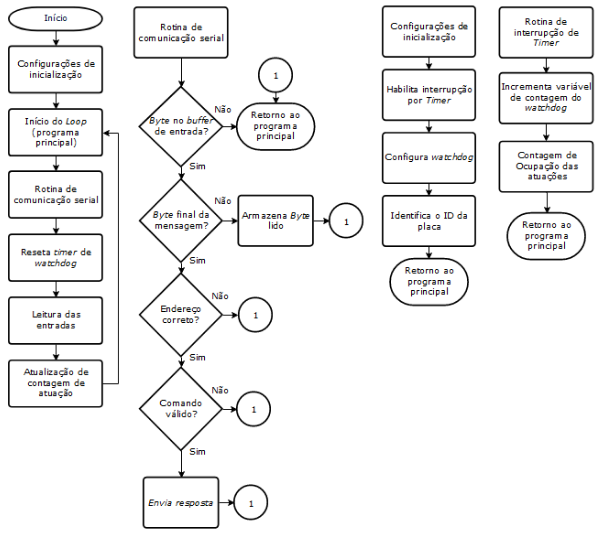 Início
Configurações de
inicialização
Início do Loop
(programa
principal)
Rotina de
comunicação serial
Reseta timer de
watchdog
Leitura das
entradas
Atualização de
contagem de
atuação
Rotina de
comunicação serial
1
Byte no buffer
de entrada?
Não
Retorno ao
programa
principal
Sim
Byte final da
mensagem?
Não
Armazena Byte
lido
1
Sim
Endereço
correto?
Não
1
Sim
Comando
válido?
Não
1
Sim
Envia resposta
1
Configurações de
inicialização
Habilita interrupção
por Timer
Configura watchdog
Identifica o ID da
placa
Retorno ao
programa
principal
Rotina de
interrupção de
Timer
Incrementa variável
de contagem do
watchdog
Contagem de
Ocupação das
atuações
Retorno ao
programa
principal